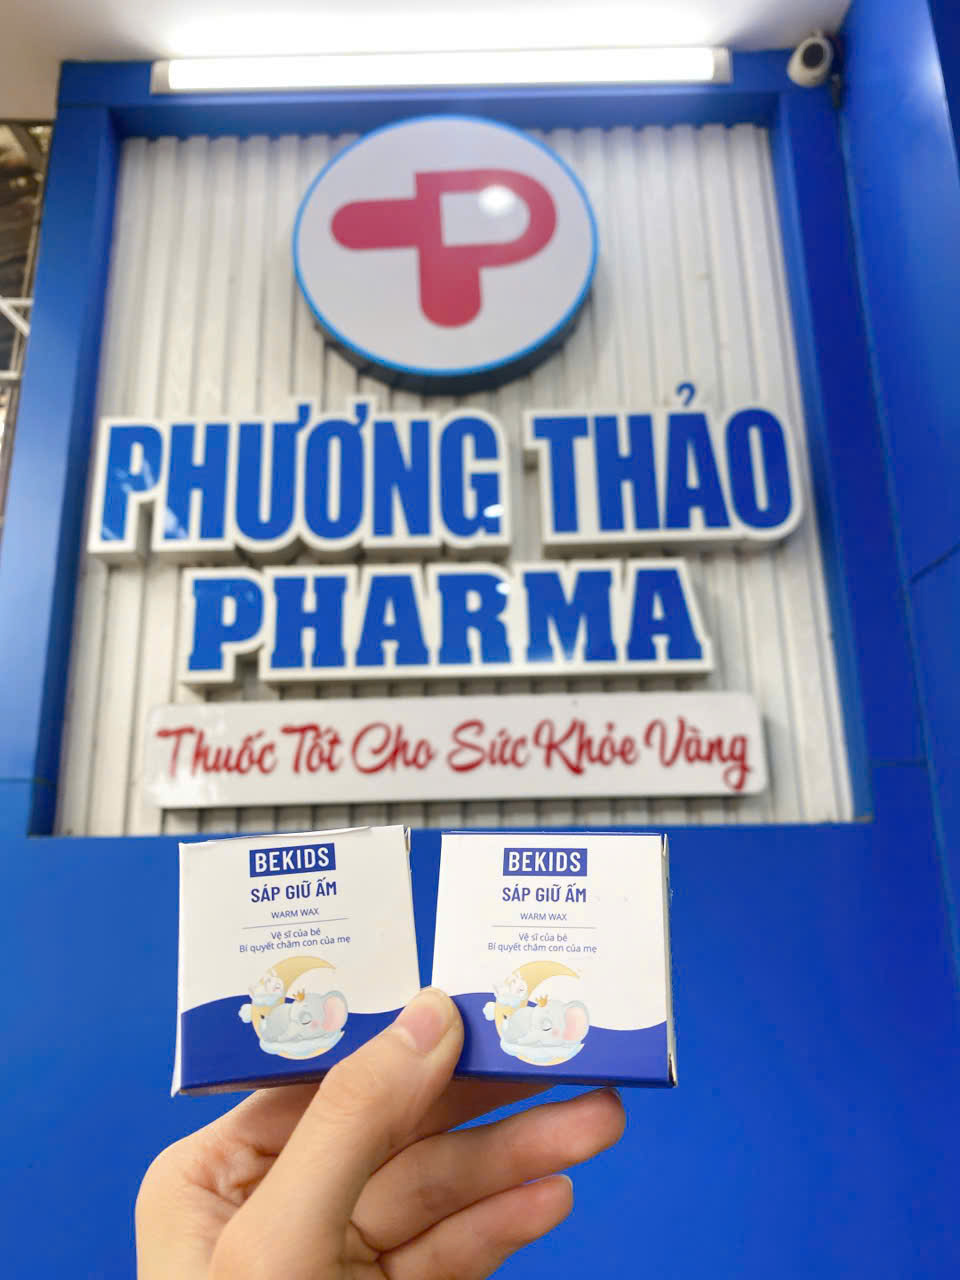 PHƯƠNG THẢO
PHARMA
Thuốc Tốt Cho Sức Khỏe Vàng
BEKIDS
SÁP GIỮ ẤM
WARM WAX
Vệ sĩ của bé
Bí quyết chăm con của mẹ
BEKIDS
SÁP GIỮ ẤM
WARM WAX
Vệ sĩ của bé
Bí quyết chăm con của mẹ